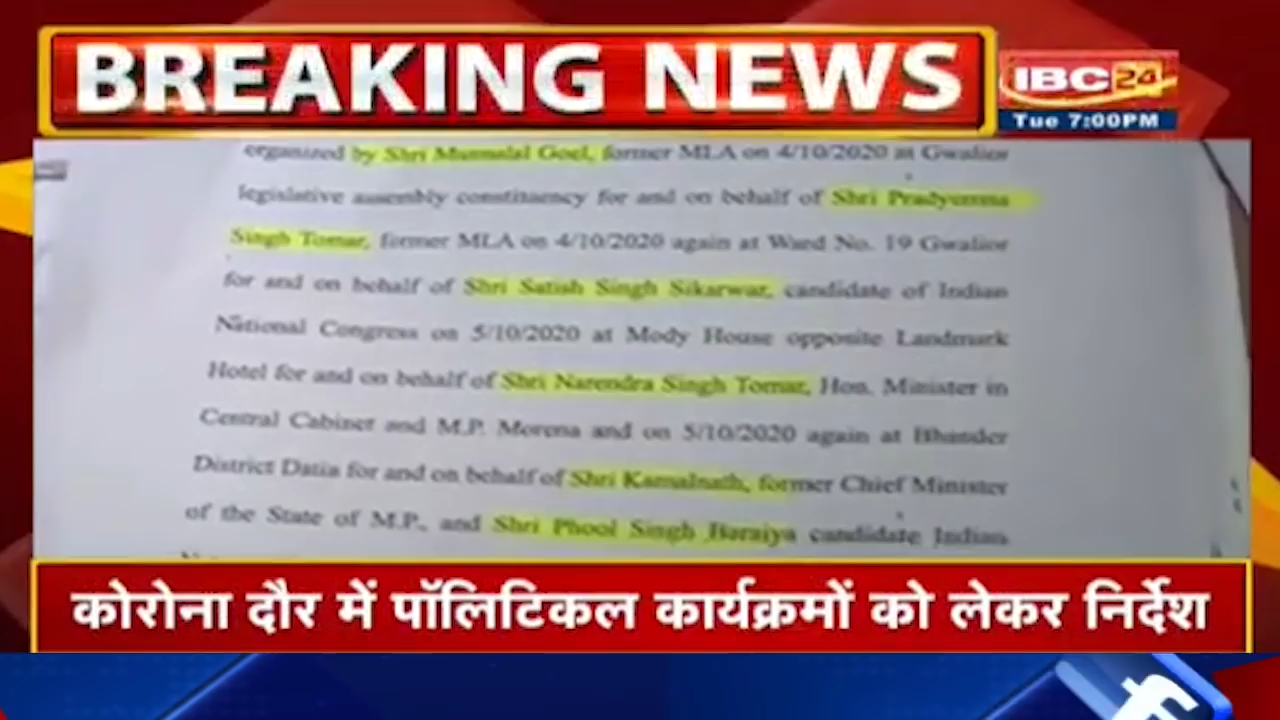 BREAKING NEWS
IBC24
Tue 7:00PM
organized by Shri Munnalal Goel, former MLA on 4/10/2020 at Gwalior
legislative assembly constituency for and on behalf of Shri Pradyumna
Singh Tomar, former MLA on 4/10/2020 again at Ward No. 19 Gwalior
for and on behalf of Shri Satish Singh Sikarwar, candidate of Indian
National Congress on 5/10/2020 at Mody House opposite Landmark
Hotel for and on behalf of Shri Narendra Singh Tomar, Hon. Minister in
Central Cabinet and M.P. Morena and on 5/10/2020 again at Bhander
District Datia for and on behalf of Shri Kamalnath, former Chief Minister
of the State of M.P., and Shri Phool Singh Baraiya candidate Indian
कोरोना दौर में पॉलिटिकल कार्यक्रमों को लेकर निर्देश
f